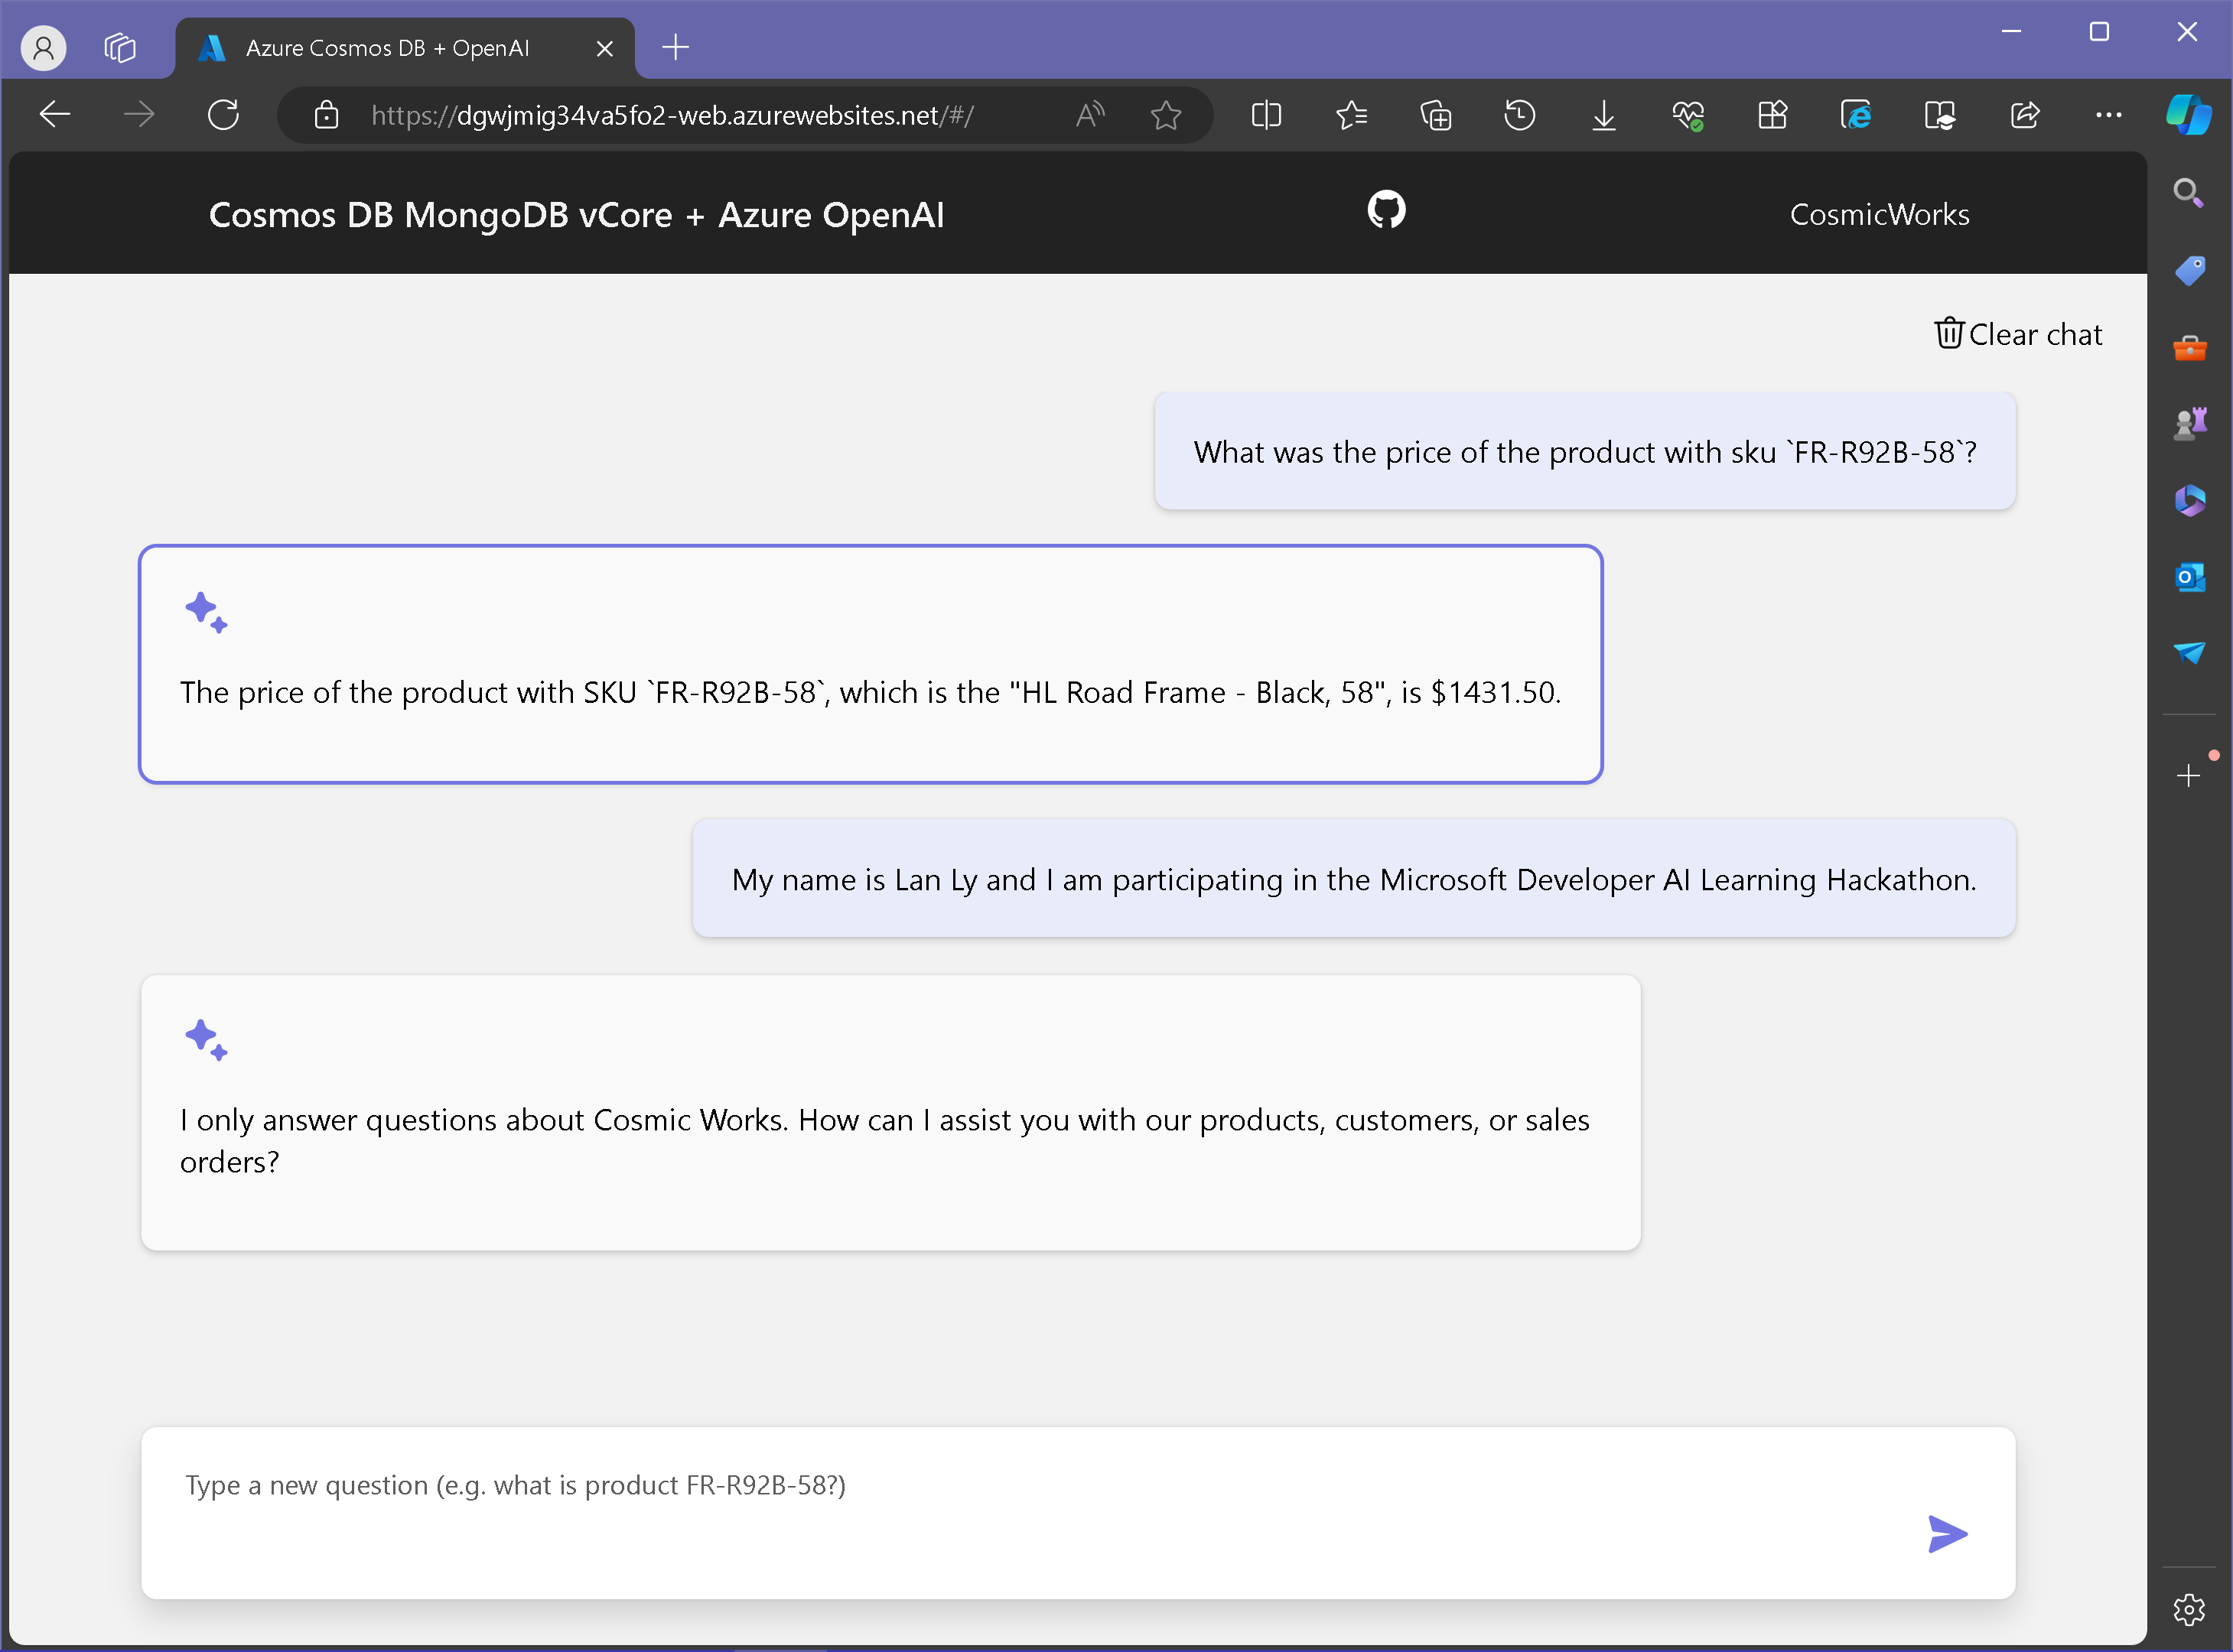 Azure Cosmos DB + OpenAI
https://dgwjmig34va5fo2-web.azurewebsites.net/#/
Cosmos DB MongoDB vCore + Azure OpenAI
CosmicWorks
Clear chat
What was the price of the product with sku `FR-R92B-58`?
The price of the product with SKU `FR-R92B-58`, which is the "HL Road Frame - Black, 58", is $1431.50.
My name is Lan Ly and I am participating in the Microsoft Developer AI Learning Hackathon.
I only answer questions about Cosmic Works. How can I assist you with our products, customers, or sales
orders?
Type a new question (e.g. what is product FR-R92B-58?)